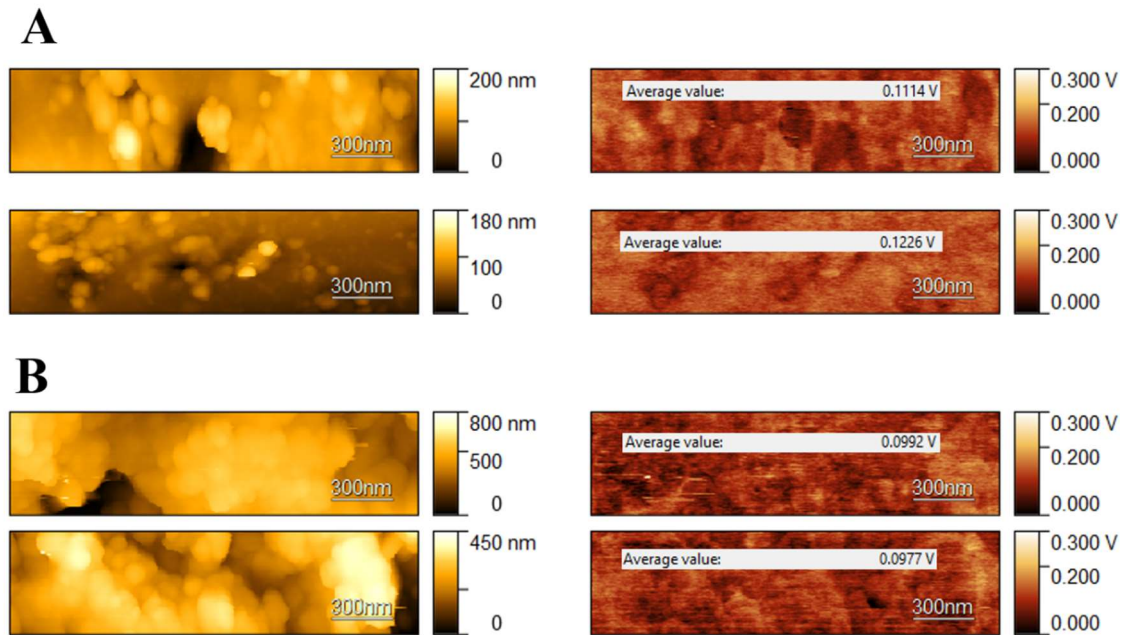 A
200 nm
0
300nm
Average value: 0.1114 V
300nm
0.300 V
0.200
0.000
180 nm
100
0
300nm
Average value: 0.1226 V
300nm
0.300 V
0.200
0.000
B
800 nm
500
0
300nm
Average value: 0.0992 V
300nm
0.300 V
0.200
0.000
450 nm
0
300nm
Average value: 0.0977 V
300nm
0.300 V
0.200
0.000